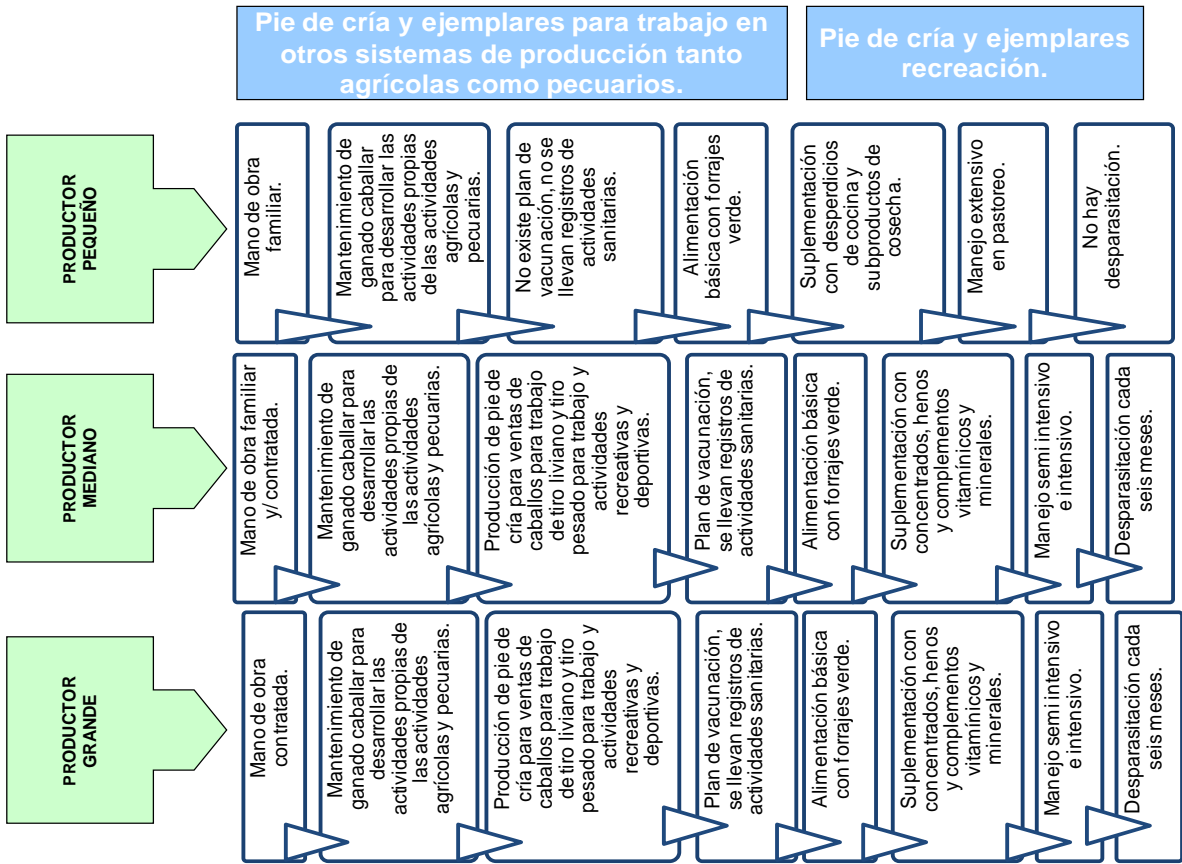 Pie de cría y ejemplares para trabajo en
otros sistemas de producción tanto
agrícolas como pecuarios.
Pie de cría y ejemplares
recreación.
PRODUCTOR
PEQUEÑO
Mano de obra
familiar.
Mantenimiento de
ganado caballar
para desarrollar las
actividades propias
de las actividades
agrícolas y
pecuarias.
No existe plan de
vacunación, no se
llevan registros de
actividades
sanitarias.
Alimentación
básica con forrajes
verde.
Suplementación
con desperdicios
de cocina y
subproductos de
cosecha.
Manejo extensivo
en pastoreo.
No hay
desparasitación.
PRODUCTOR
MEDIANO
Mano de obra familiar
y/ contratada.
Mantenimiento de
ganado caballar para
desarrollar las
actividades propias de
las actividades
agrícolas y pecuarias.
Producción de pie de
cría para ventas de
caballos para trabajo
de tiro liviano y tiro
pesado para trabajo y
actividades
recreativas y
deportivas.
Plan de vacunación,
se llevan registros de
actividades sanitarias.
Alimentación básica
con forrajes verde.
Suplementación con
concentrados, henos
y complementos
vitamínicos y
minerales.
Manejo semi intensivo
e intensivo.
Desparasitación cada
seis meses.
PRODUCTOR
GRANDE
Mano de obra
contratada.
Mantenimiento de
ganado caballar para
desarrollar las
actividades propias de
las actividades
agrícolas y pecuarias.
Producción de pie de
cría para ventas de
caballos para trabajo
de tiro liviano y tiro
pesado para trabajo y
actividades
recreativas y
deportivas.
Plan de vacunación,
se llevan registros de
actividades sanitarias.
Alimentación básica
con forrajes verde.
Suplementación con
concentrados, henos
y complementos
vitamínicos y
minerales.
Manejo semi intensivo
e intensivo.
Desparasitación cada
seis meses.